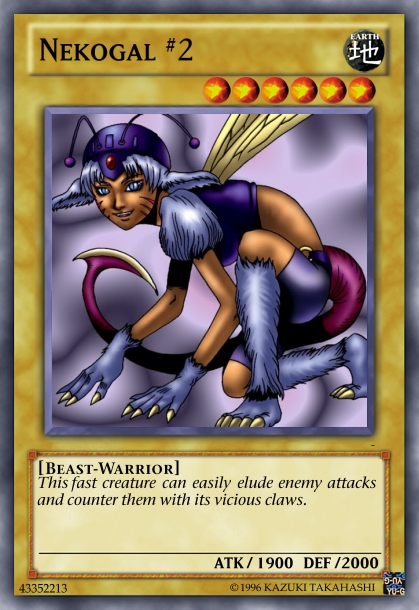 NEKOGAL #2
EARTH
地
[BEAST-WARRIOR]
This fast creature can easily elude enemy attacks
and counter them with its vicious claws.
ATK / 1900 DEF /2000
43352213
©1996 KAZUKI TAKAHASHI